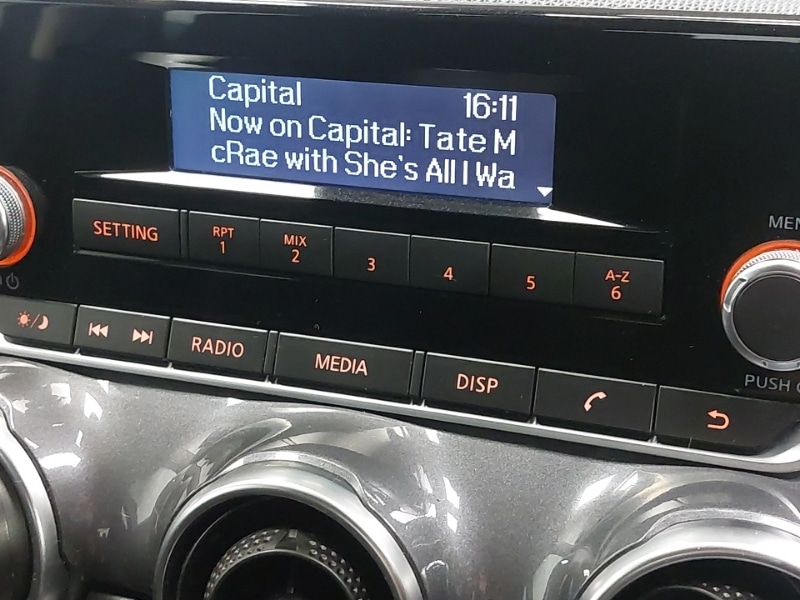 Capital 16:11
Now on Capital: Tate M
cRae with She's All I Wa
MEN
SETTING
RPT 1
MIX 2
3
4
5
A-Z 6
RADIO
MEDIA
DISP
PUSH